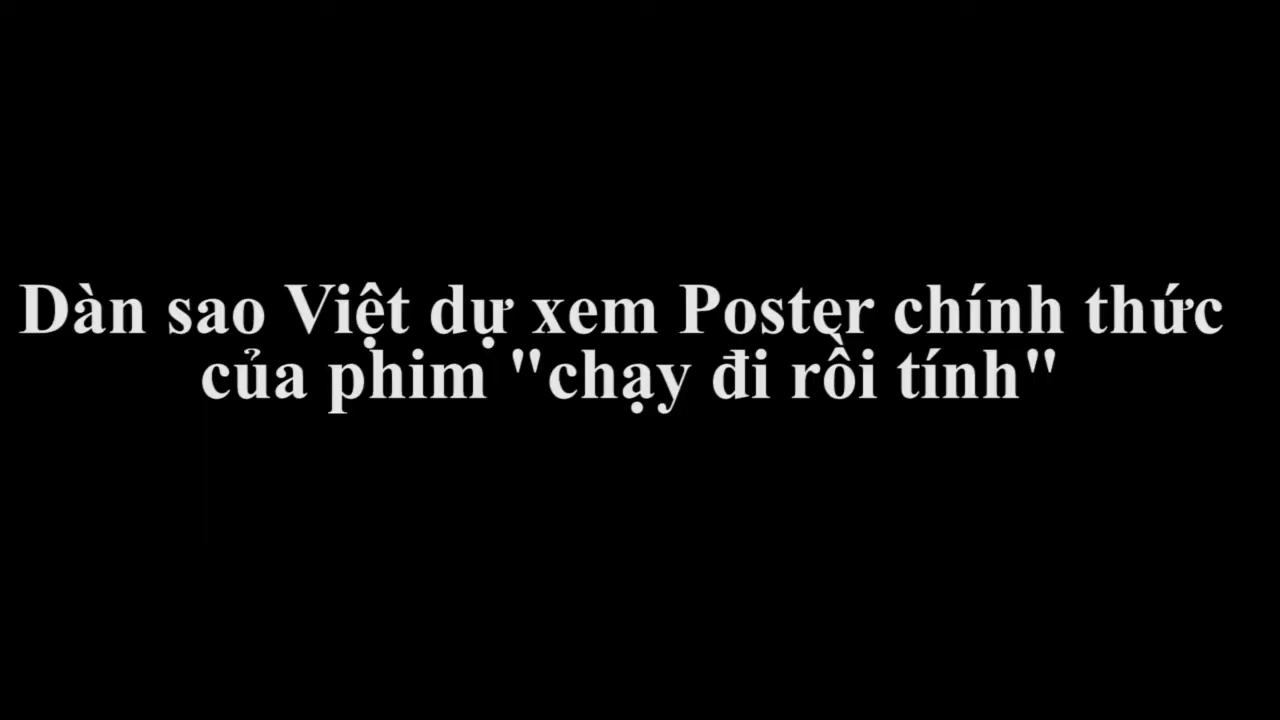 Dàn sao Việt dự xem Poster chính thức
của phim "chạy đi rồi tính"